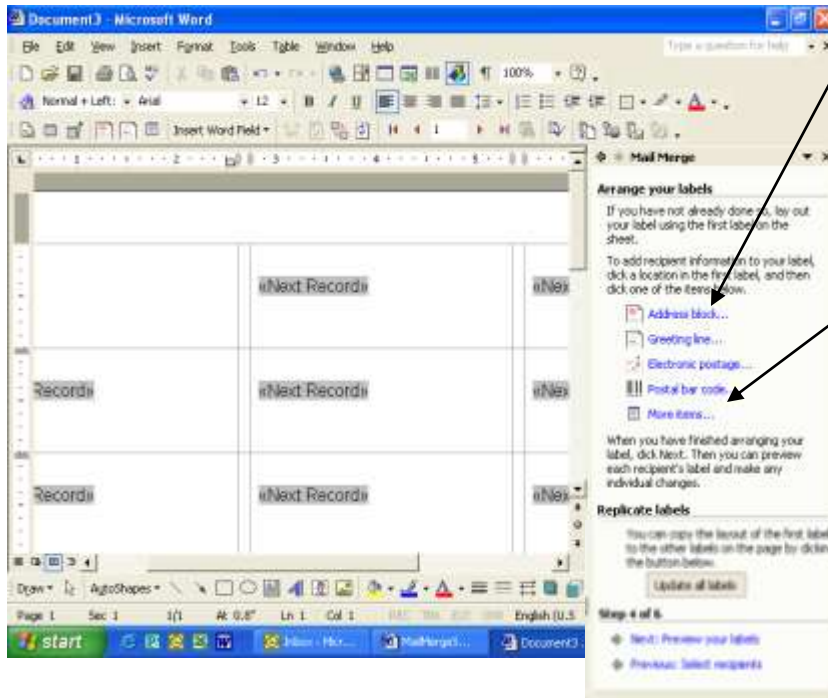 Document3 - Microsoft Word
File Edit View Insert Format Tools Table Window Help
Type a question for help
100%
Normal + Left: Arial 12 B I U
Insert Word Field 1
Mail Merge
Arrange your labels
If you have not already done so, lay out
your label using the first label on the
sheet.
To add recipient information to your label,
click a location in the first label, and then
click one of the items below.
Address block...
Greeting line...
Electronic postage...
Postal bar code...
More items...
When you have finished arranging your
label, click Next. Then you can preview
each recipient's label and make any
individual changes.
Replicate labels
You can copy the layout of the first label
to the other labels on the page by clicking
the button below.
Update all labels
Step 4 of 6
Next: Preview your labels
Previous: Select recipients
«Next Record» «Nex
Record» «Next Record» «Nex
Record» «Next Record» «Nex
Draw AutoShapes
Page 1 Sec 1 1/1 At 0.8" Ln 1 Col 1 English (U.S
start Inbox - Micr... MailMergeI... Document3